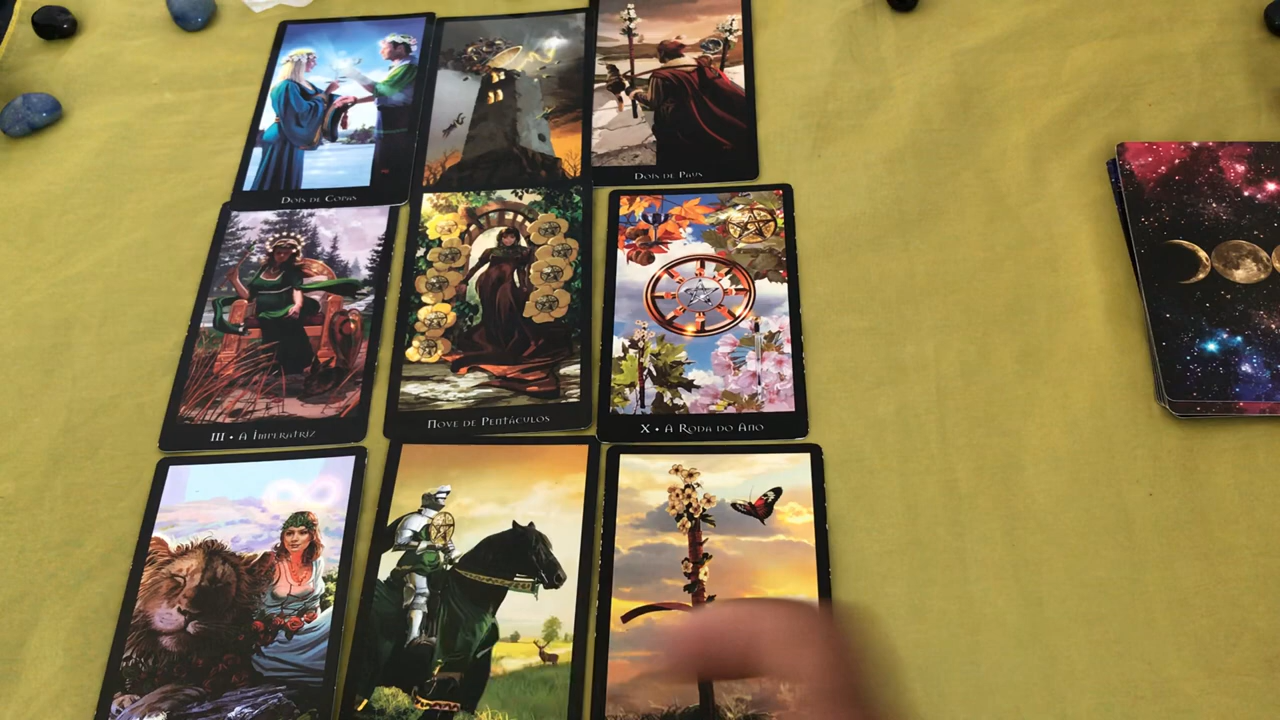 Dois de Copas
Dois de Paus
III • A Imperatriz
Nove de Pentáculos
X • A Roda do Ano